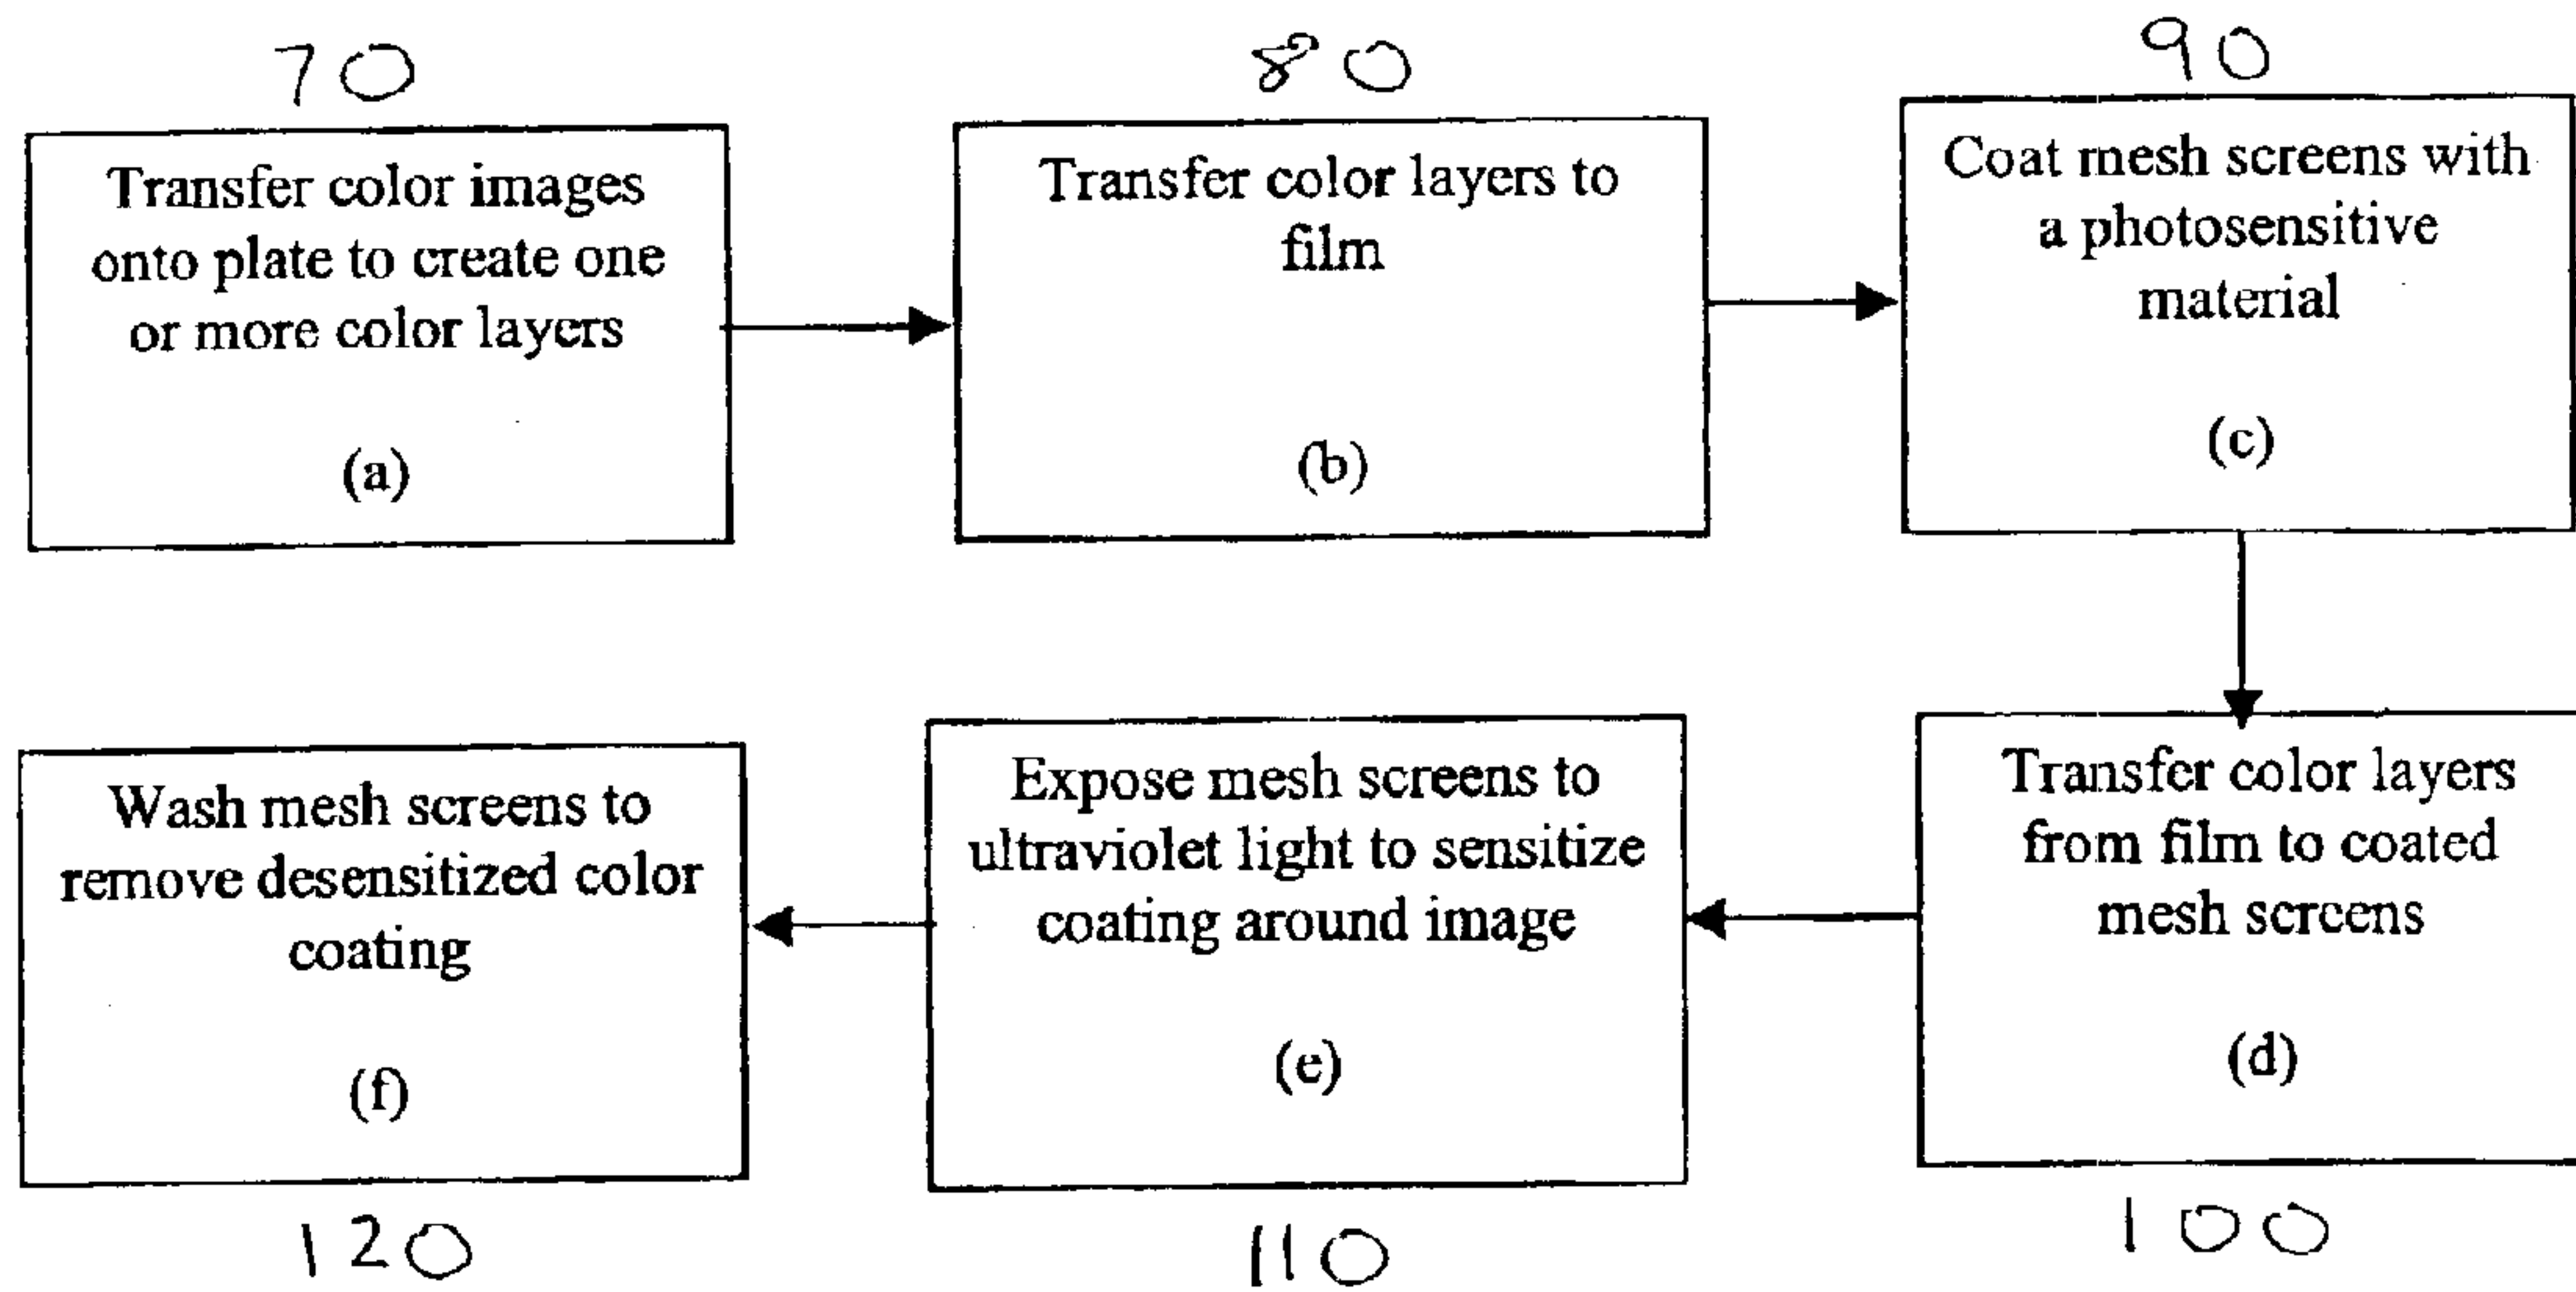 70
Transfer color images
onto plate to create one
or more color layers
(a)
80
Transfer color layers to
film
(b)
90
Coat mesh screens with
a photosensitive
material
(c)
Transfer color layers
from film to coated
mesh screens
(d)
100
Expose mesh screens to
ultraviolet light to sensitize
coating around image
(e)
110
Wash mesh screens to
remove desensitized color
coating
(f)
120